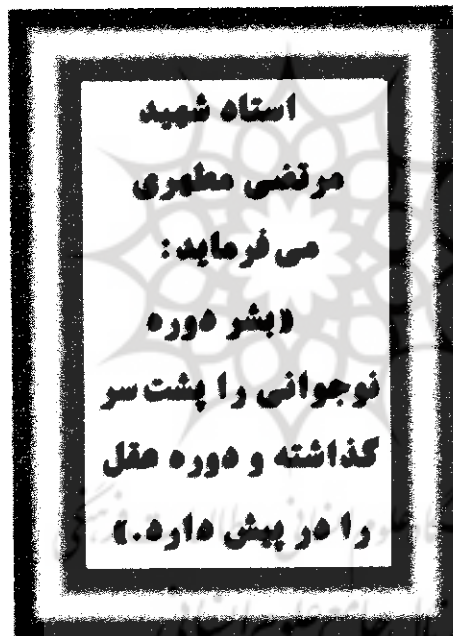 استاد شهید
مرتضی مطهری
می‌فرماید:
«بشر دوره
نوجوانی را پشت‌سر
گذاشته و دوره عقل
را در پیش دارد.»